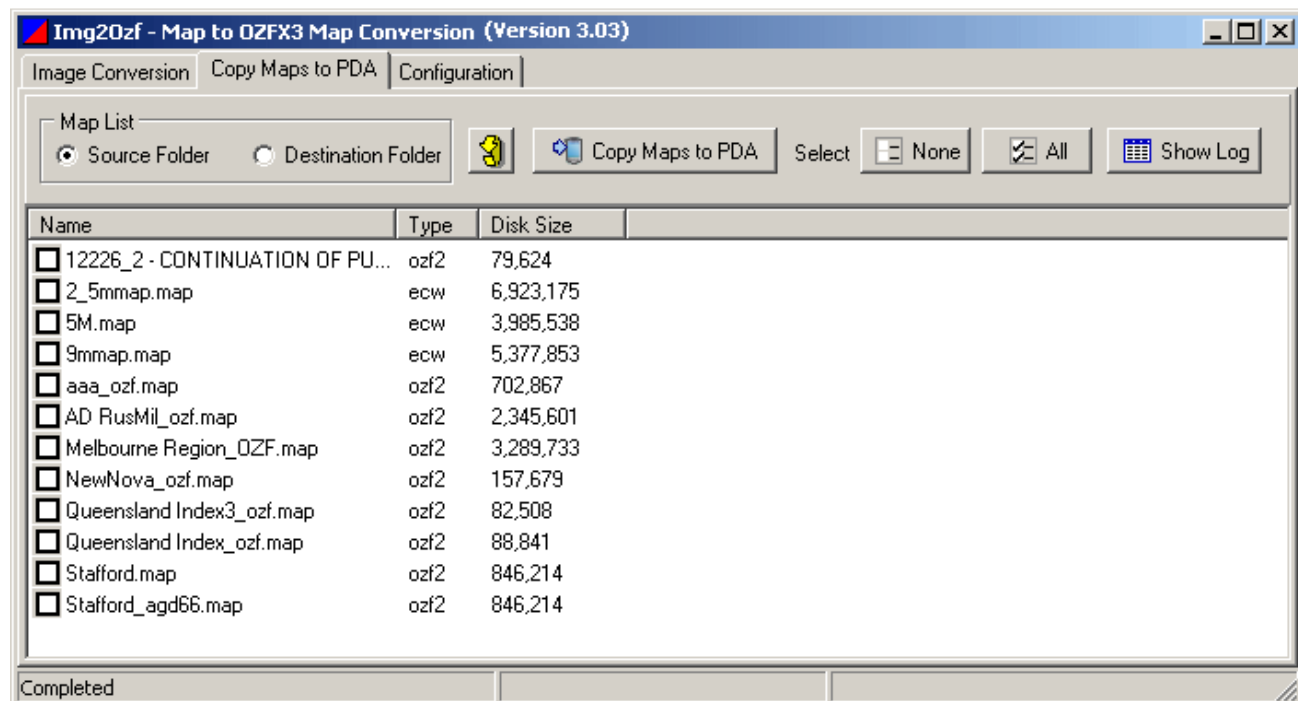 Img2Ozf - Map to OZFX3 Map Conversion (Version 3.03)
Image Conversion Copy Maps to PDA Configuration
Map List
Source Folder Destination Folder Copy Maps to PDA Select None All Show Log
Name Type Disk Size
12226_2 - CONTINUATION OF PU... ozf2 79,624
2_5mmap.map ecw 6,923,175
5M.map ecw 3,985,538
9mmap.map ecw 5,377,853
aaa_ozf.map ozf2 702,867
AD RusMil_ozf.map ozf2 2,345,601
Melbourne Region_OZF.map ozf2 3,289,733
NewNova_ozf.map ozf2 157,679
Queensland Index3_ozf.map ozf2 82,508
Queensland Index_ozf.map ozf2 88,841
Stafford.map ozf2 846,214
Stafford_agd66.map ozf2 846,214
Completed